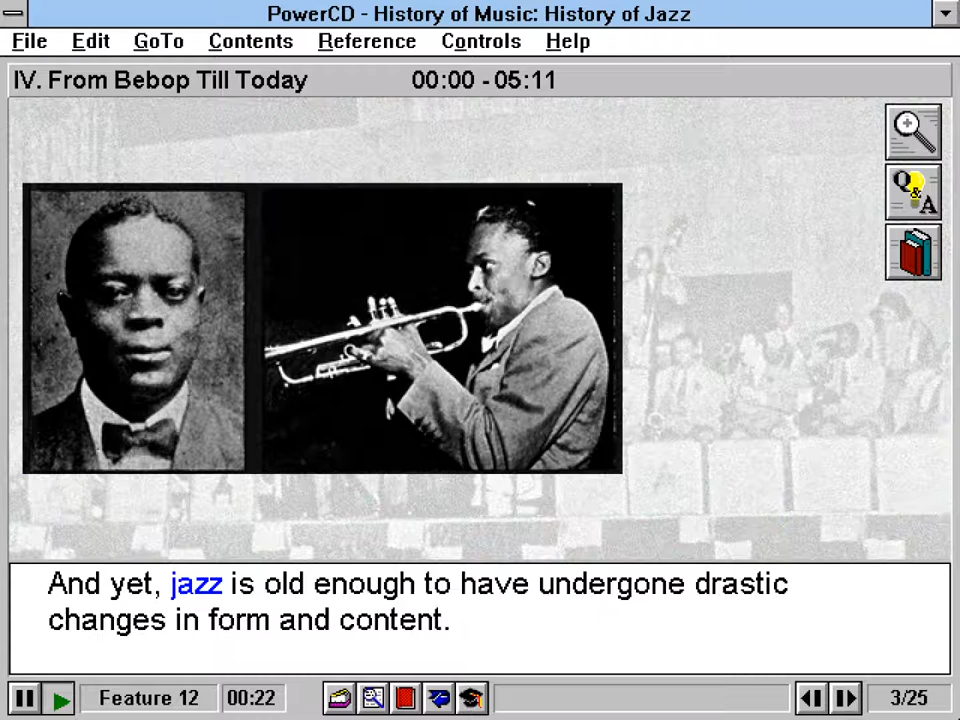 PowerCD - History of Music: History of Jazz
File Edit GoTo Contents Reference Controls Help
IV. From Bebop Till Today 00:00 - 05:11
Q
&
A
And yet, jazz is old enough to have undergone drastic
changes in form and content.
Feature 12 00:22 3/25